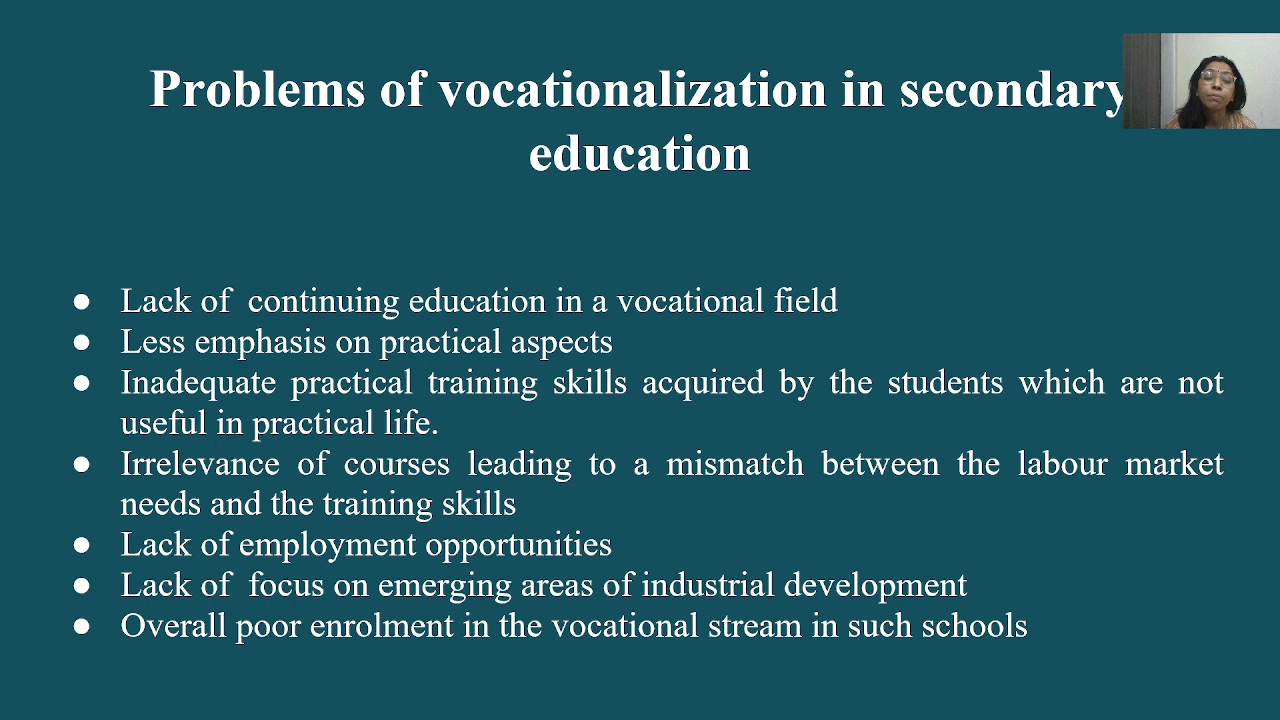 Problems of vocationalization in secondary
education
● Lack of continuing education in a vocational field
● Less emphasis on practical aspects
● Inadequate practical training skills acquired by the students which are not
useful in practical life.
● Irrelevance of courses leading to a mismatch between the labour market
needs and the training skills
● Lack of employment opportunities
● Lack of focus on emerging areas of industrial development
● Overall poor enrolment in the vocational stream in such schools